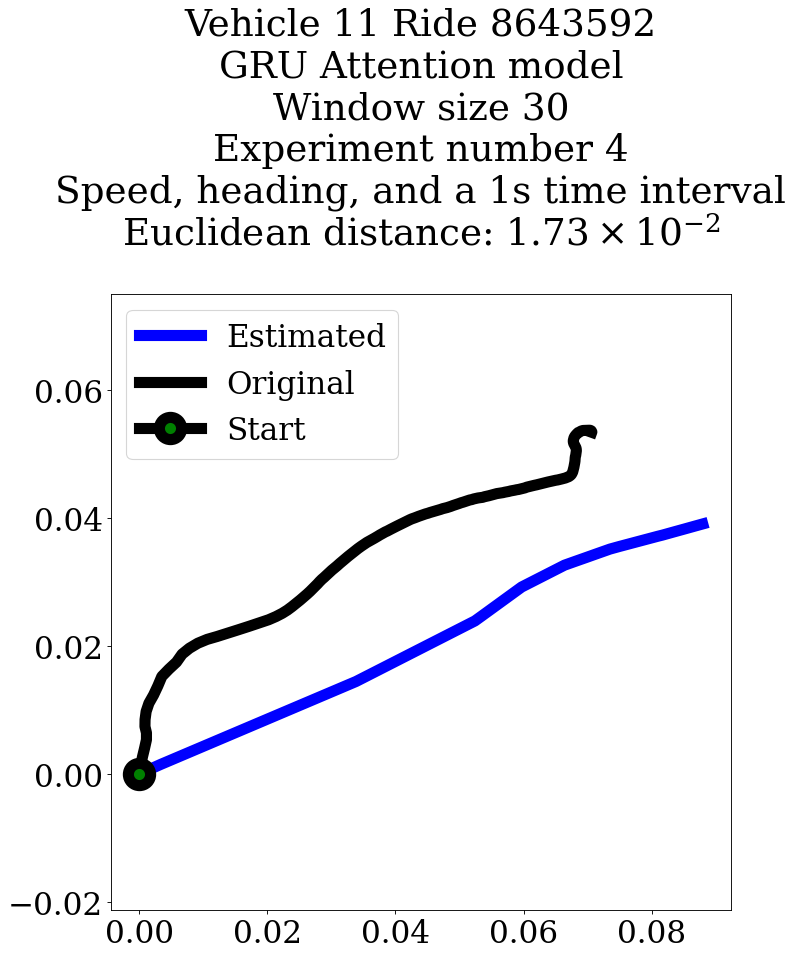 Vehicle 11 Ride 8643592
GRU Attention model
Window size 30
Experiment number 4
Speed, heading, and a 1s time interval
Euclidean distance: 1.73 × 10⁻²
Estimated
Original
Start
0.06
0.04
0.02
0.00
−0.02
0.00 0.02 0.04 0.06 0.08